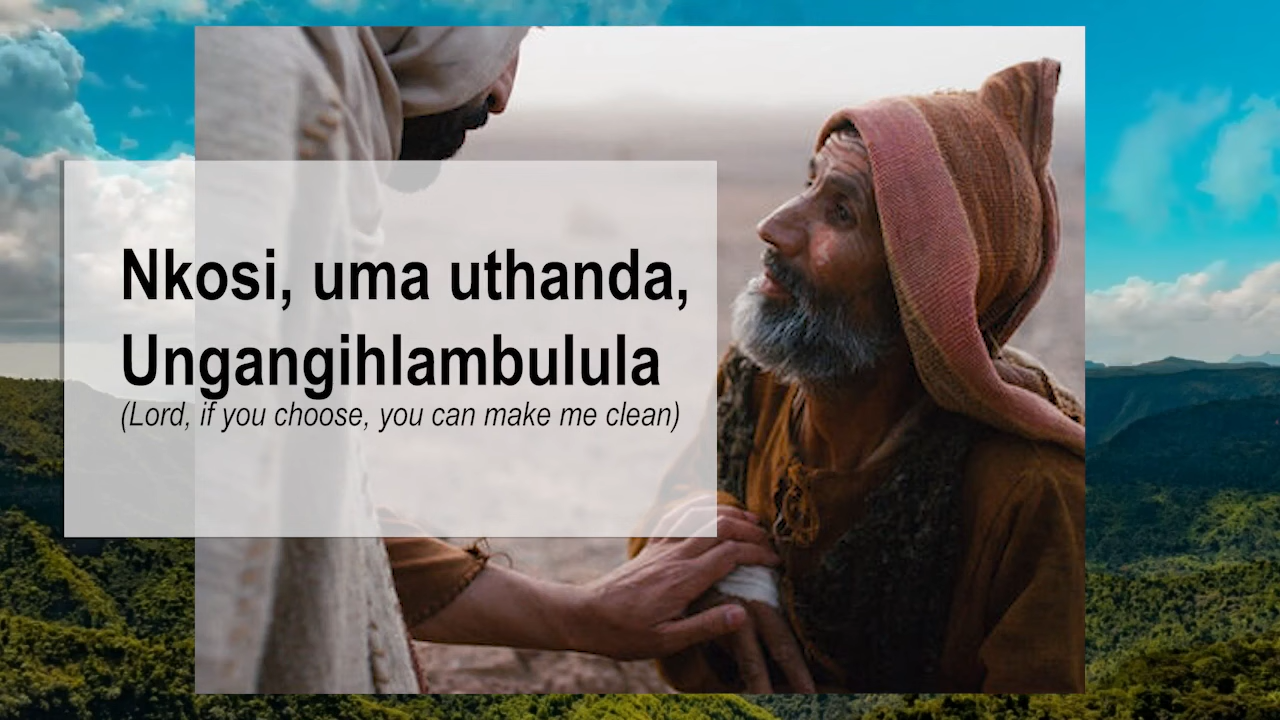 Nkosi, uma uthanda,
Ungangihlambulula
(Lord, if you choose, you can make me clean)